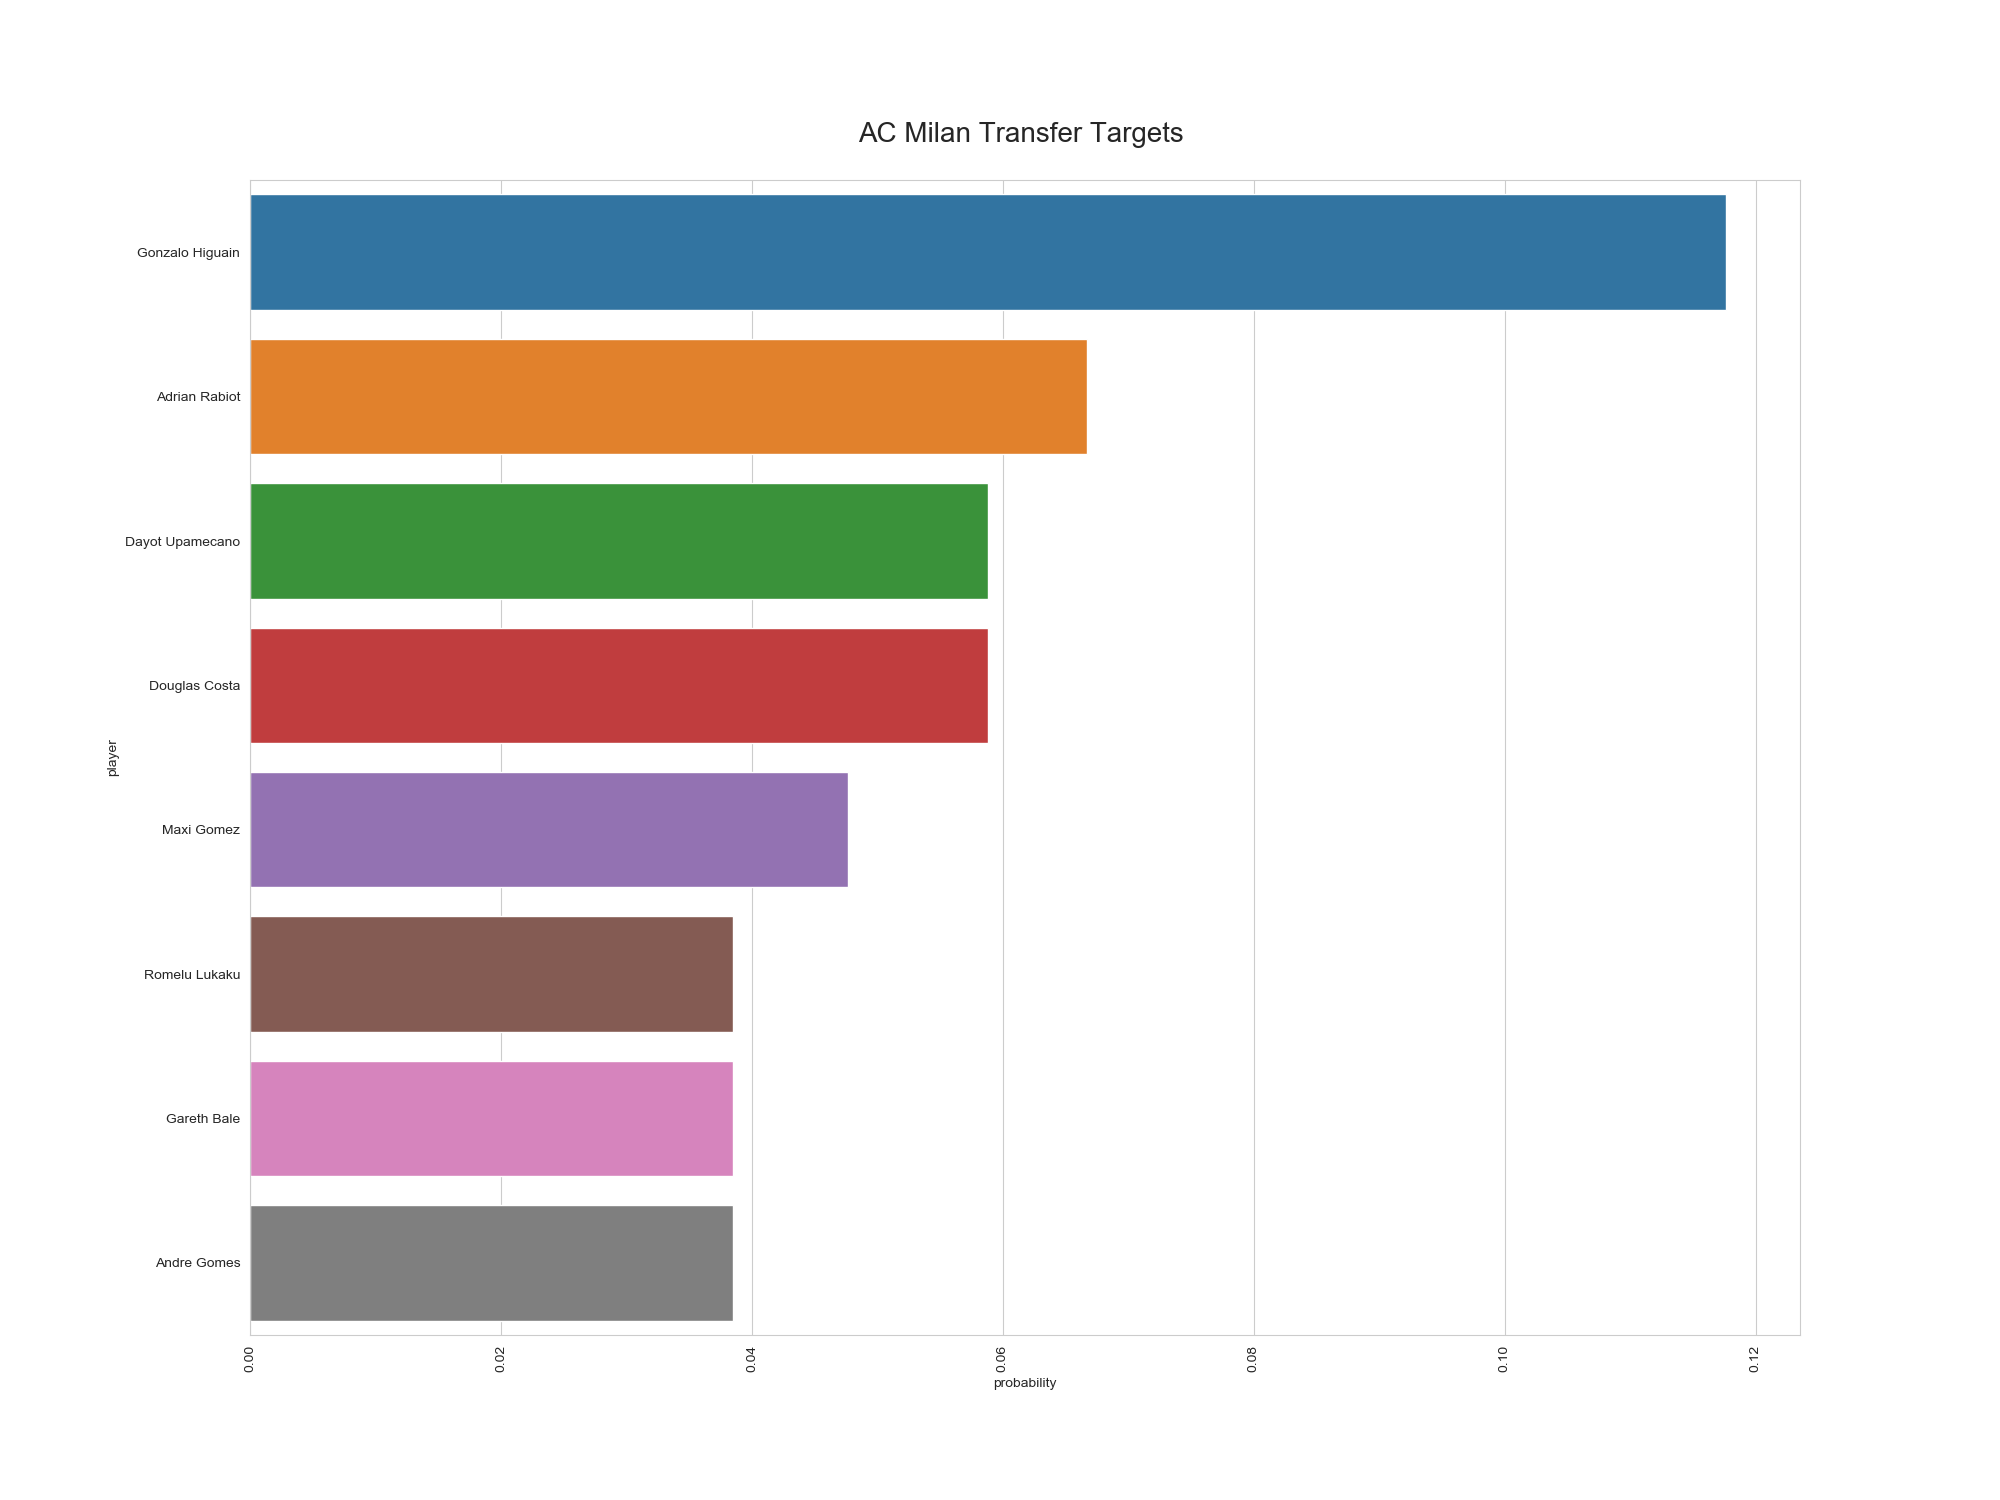 AC Milan Transfer Targets
Gonzalo Higuain
Adrian Rabiot
Dayot Upamecano
Douglas Costa
player
Maxi Gomez
Romelu Lukaku
Gareth Bale
Andre Gomes
0.00
0.02
0.04
0.06
0.08
0.10
0.12
probability